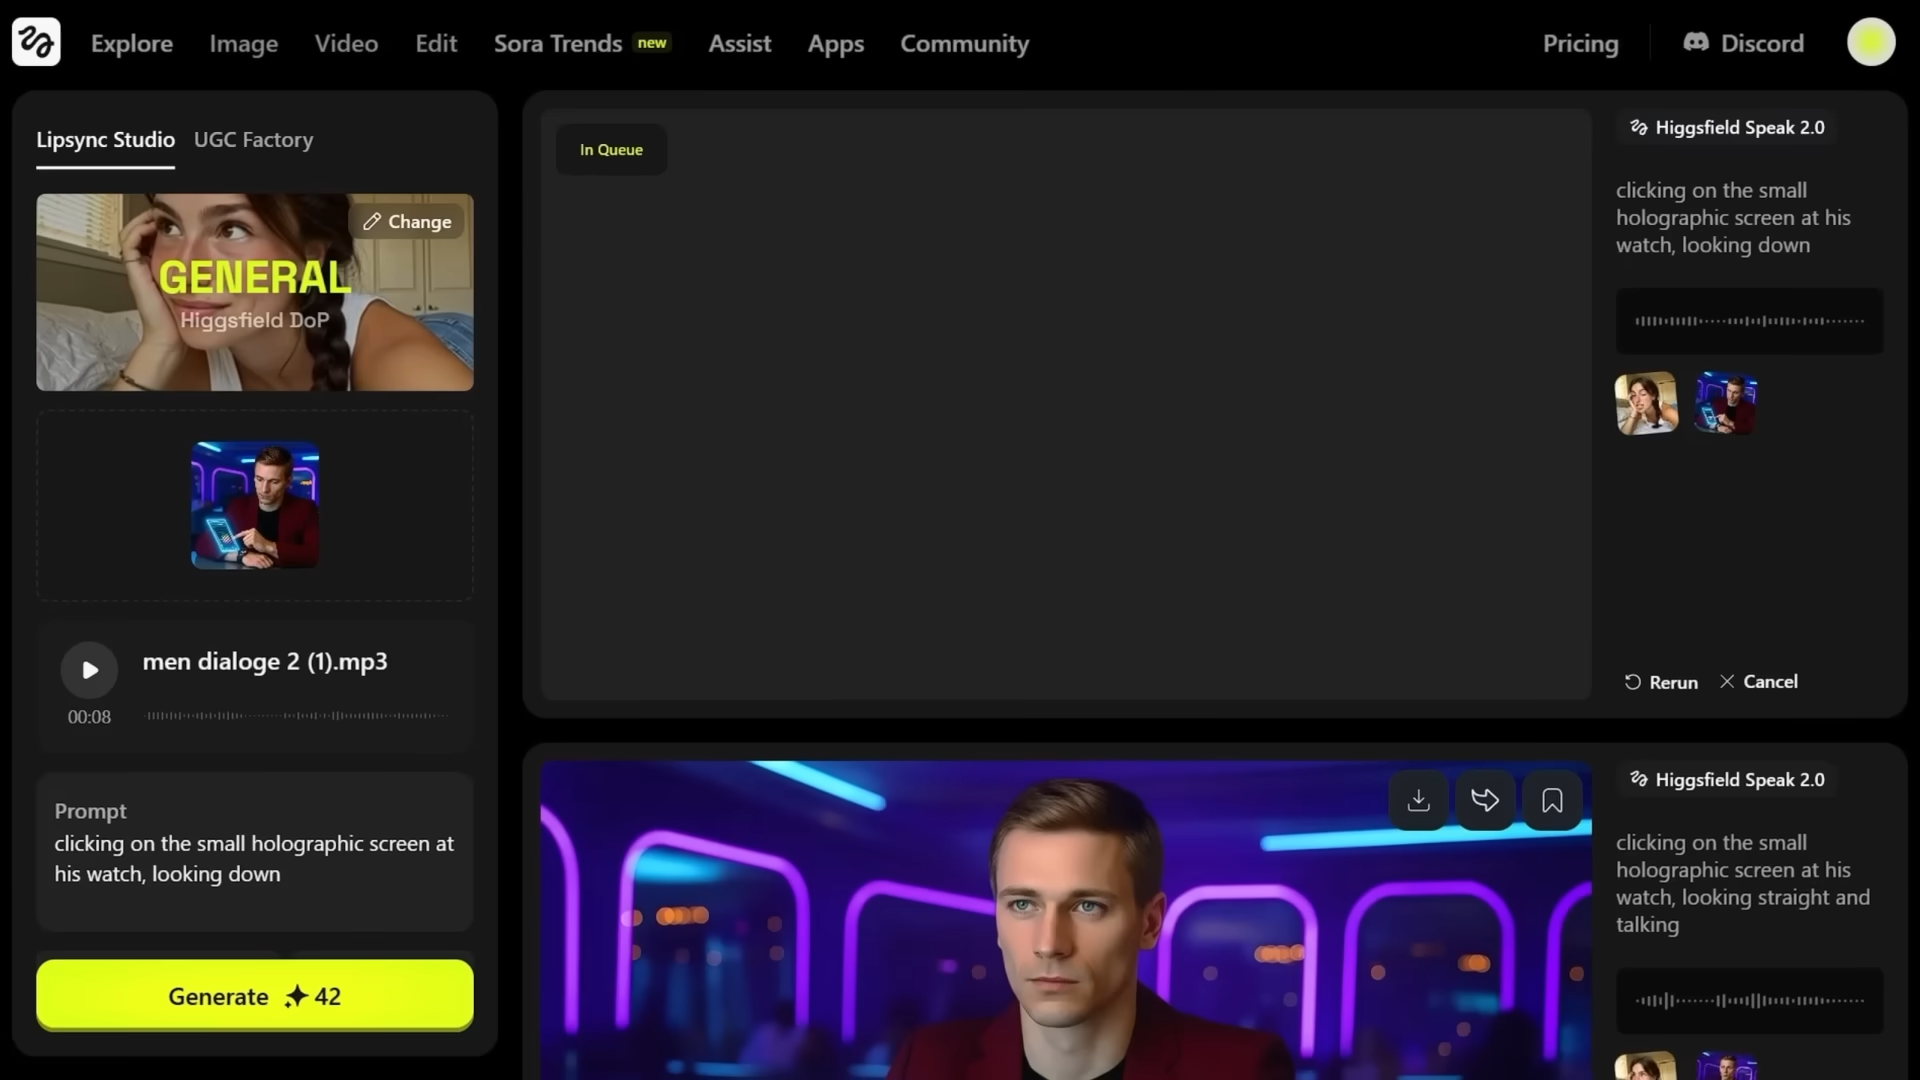 Explore
Image
Video
Edit
Sora Trends new
Assist
Apps
Community
Pricing
Discord
Lipsync Studio
UGC Factory
Change
GENERAL
Higgsfield DoP
men dialoge 2 (1).mp3
00:08
Prompt
clicking on the small holographic screen at
his watch, looking down
Generate 42
In Queue
Higgsfield Speak 2.0
clicking on the small
holographic screen at his
watch, looking down
Rerun
Cancel
Higgsfield Speak 2.0
clicking on the small
holographic screen at his
watch, looking straight and
talking